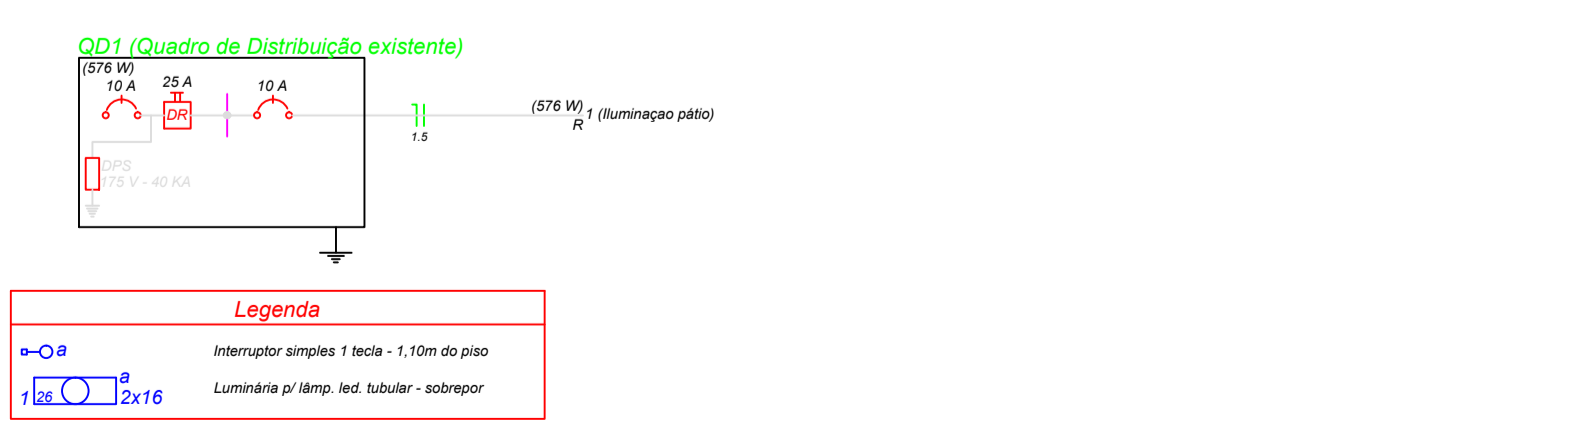 QD1 (Quadro de Distribuição existente)
(576 W)
10 A
25 A
10 A
DR
1.5
(576 W)
R
1 (Iluminaçao pátio)
DPS
175 V - 40 KA
Legenda
a
Interruptor simples 1 tecla - 1,10m do piso
1
26
a
2x16
Luminária p/ lâmp. led. tubular - sobrepor